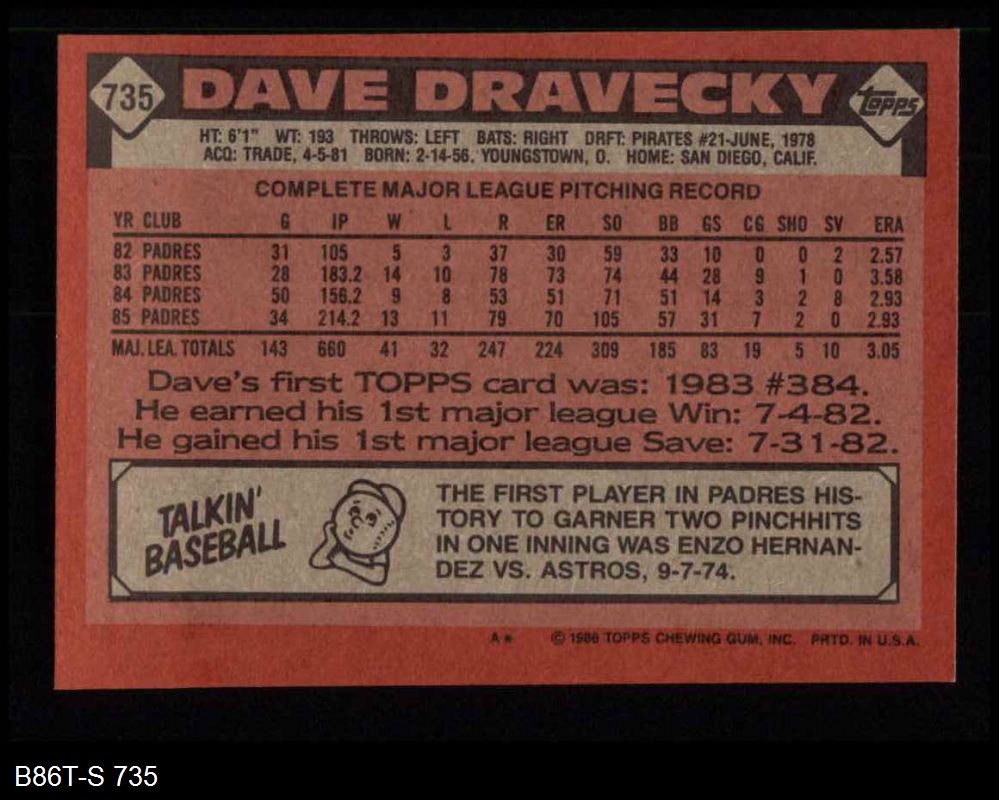 735 DAVE DRAVECKY Topps
HT: 6'1" WT: 193 THROWS: LEFT BATS: RIGHT DRFT: PIRATES #21-JUNE, 1978
ACQ: TRADE, 4-5-81 BORN: 2-14-56, YOUNGSTOWN, O. HOME: SAN DIEGO, CALIF.
COMPLETE MAJOR LEAGUE PITCHING RECORD
YR CLUB G IP W L R ER SO BB GS CG SHO SV ERA
82 PADRES 31 105 5 3 37 30 59 33 10 0 0 2 2.57
83 PADRES 28 183.2 14 10 78 73 74 44 28 9 1 0 3.58
84 PADRES 50 156.2 9 8 53 51 71 51 14 3 2 8 2.93
85 PADRES 34 214.2 13 11 79 70 105 57 31 7 2 0 2.93
MAJ. LEA. TOTALS 143 660 41 32 247 224 309 185 83 19 5 10 3.05
Dave's first TOPPS card was: 1983 #384.
He earned his 1st major league Win: 7-4-82.
He gained his 1st major league Save: 7-31-82.
TALKIN'
BASEBALL
THE FIRST PLAYER IN PADRES HIS-
TORY TO GARNER TWO PINCHHITS
IN ONE INNING WAS ENZO HERNAN-
DEZ VS. ASTROS, 9-7-74.
A* © 1986 TOPPS CHEWING GUM, INC. PRTD. IN U.S.A.
B86T-S 735